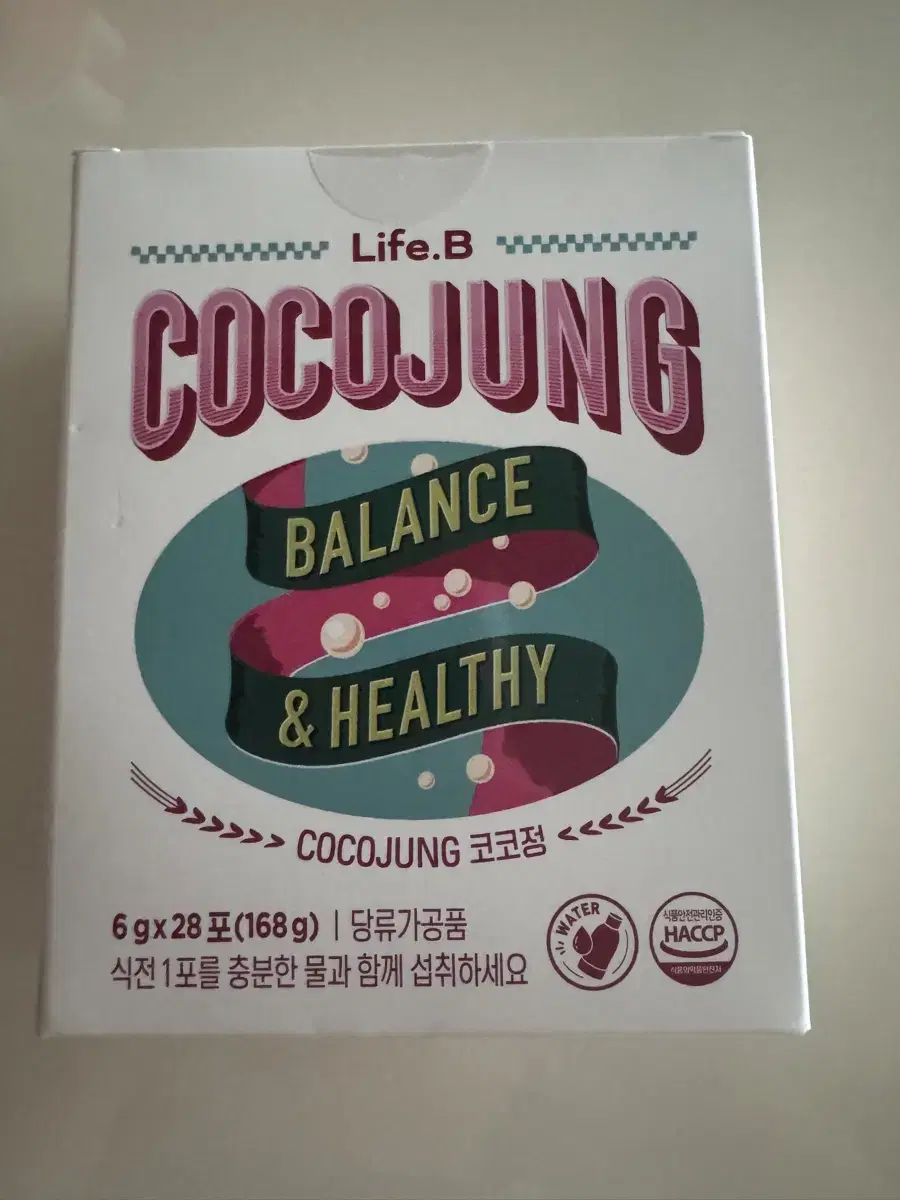 Life.B
COCOJUNG
BALANCE
& HEALTHY
COCOJUNG 코코정
6 g x 28 포 (168 g) | 당류가공품
식전 1포를 충분한 물과 함께 섭취하세요
WATER
식품안전관리인증
HACCP
식품의약품안전처